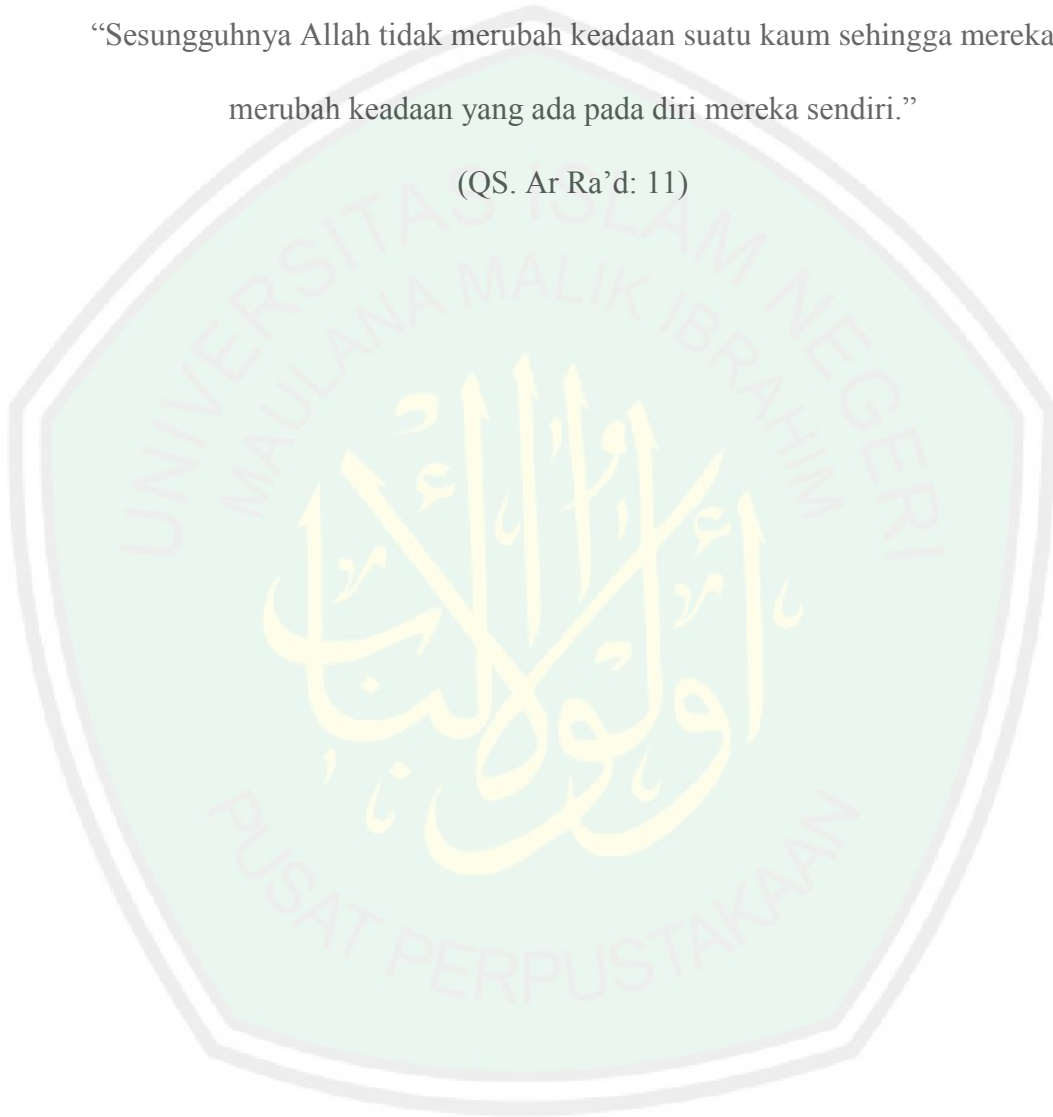 “Sesungguhnya Allah tidak merubah keadaan suatu kaum sehingga mereka
merubah keadaan yang ada pada diri mereka sendiri.”
(QS. Ar Ra’d: 11)
UNIVERSITAS ISLAM NEGERI
MAULANA MALIK IBRAHIM
أولوا الألباب
PUSAT PERPUSTAKAAN